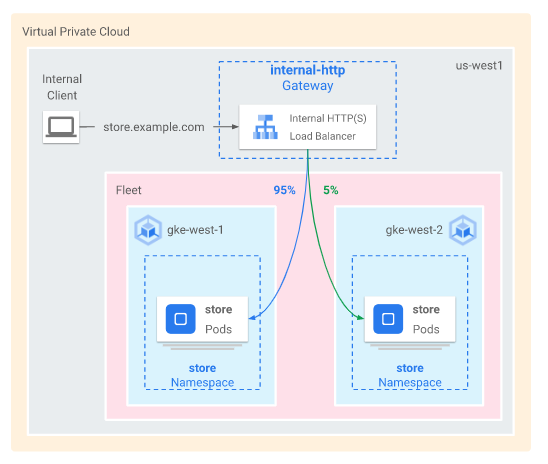 Virtual Private Cloud
us-west1
Internal
Client
internal-http
Gateway
Internal HTTP(S)
Load Balancer
store.example.com
Fleet
95%
5%
gke-west-1
gke-west-2
store
Pods
store
Pods
store
Namespace
store
Namespace